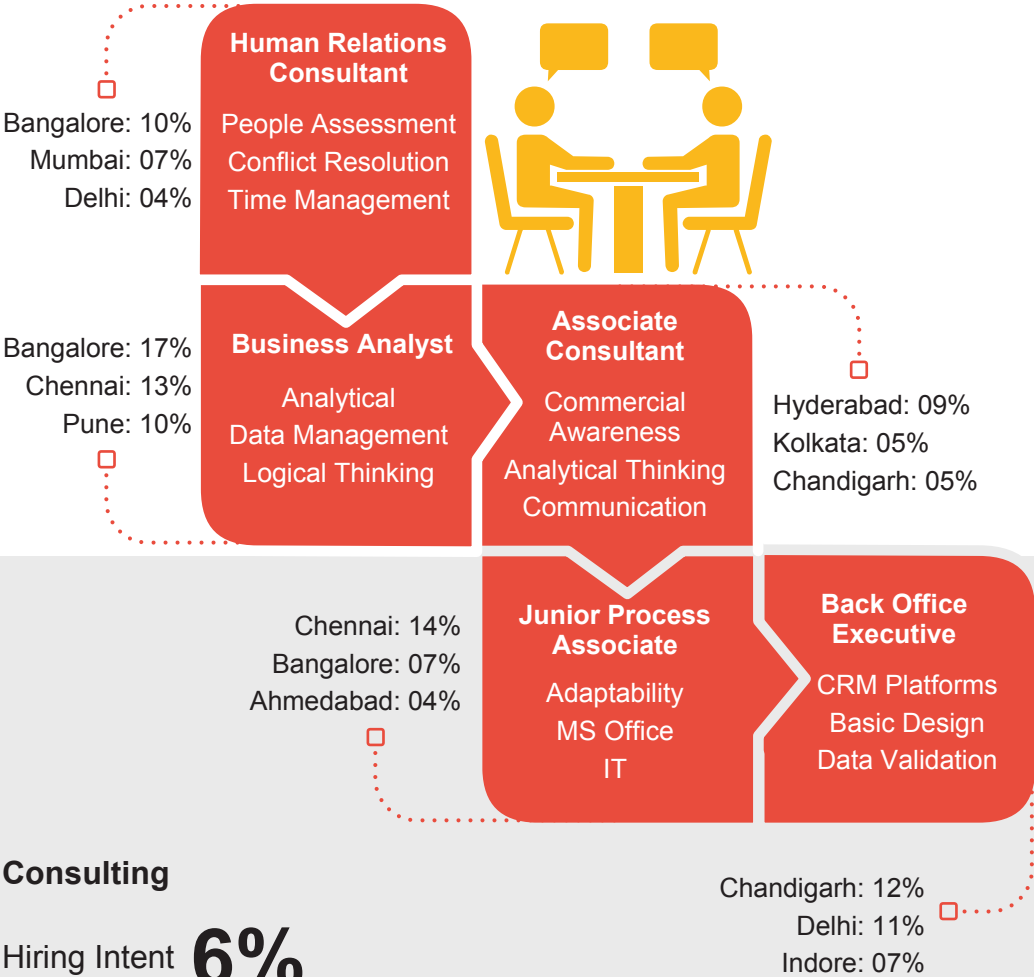 Human Relations
Consultant
People Assessment
Conflict Resolution
Time Management
Bangalore: 10%
Mumbai: 07%
Delhi: 04%
Business Analyst
Analytical
Data Management
Logical Thinking
Bangalore: 17%
Chennai: 13%
Pune: 10%
Associate
Consultant
Commercial
Awareness
Analytical Thinking
Communication
Hyderabad: 09%
Kolkata: 05%
Chandigarh: 05%
Junior Process
Associate
Adaptability
MS Office
IT
Chennai: 14%
Bangalore: 07%
Ahmedabad: 04%
Back Office
Executive
CRM Platforms
Basic Design
Data Validation
Chandigarh: 12%
Delhi: 11%
Indore: 07%
Consulting
Hiring Intent 6%